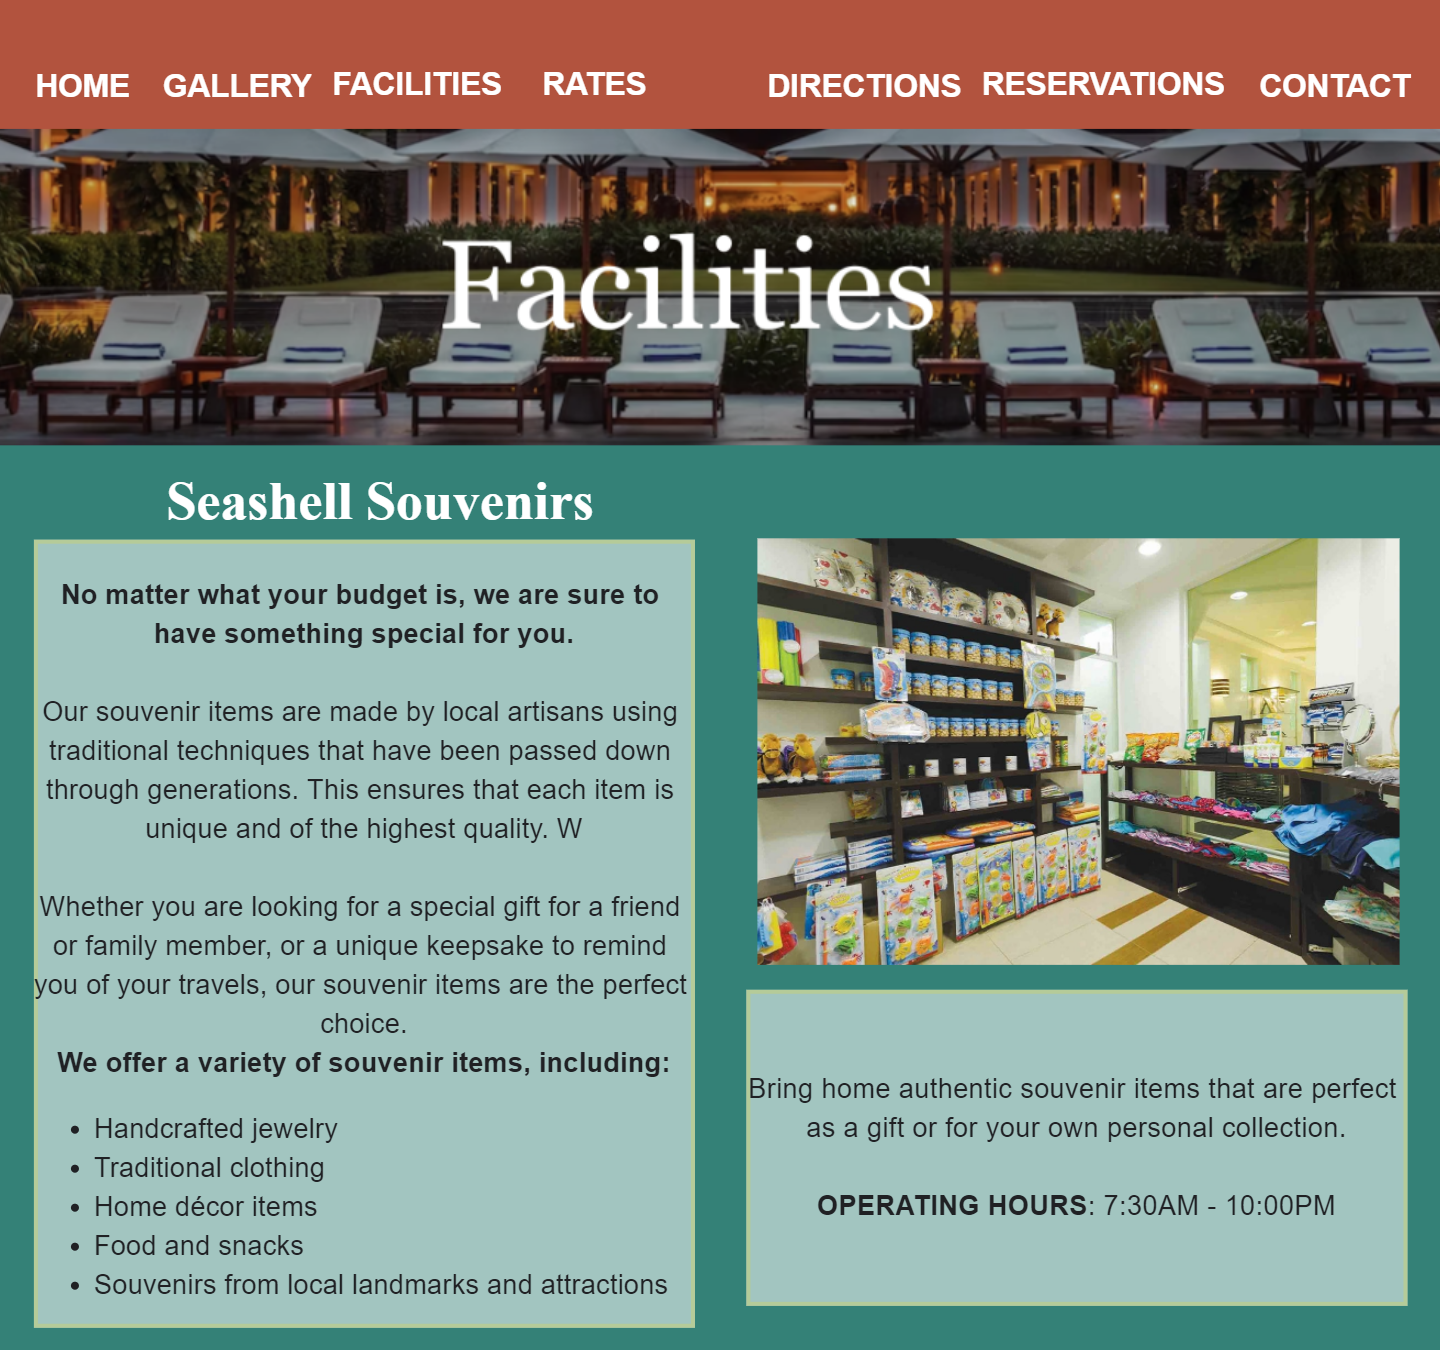 HOME GALLERY FACILITIES RATES DIRECTIONS RESERVATIONS CONTACT
Facilities
Seashell Souvenirs
No matter what your budget is, we are sure to
have something special for you.
Our souvenir items are made by local artisans using
traditional techniques that have been passed down
through generations. This ensures that each item is
unique and of the highest quality. W
Whether you are looking for a special gift for a friend
or family member, or a unique keepsake to remind
you of your travels, our souvenir items are the perfect
choice.
We offer a variety of souvenir items, including:
• Handcrafted jewelry
• Traditional clothing
• Home décor items
• Food and snacks
• Souvenirs from local landmarks and attractions
Bring home authentic souvenir items that are perfect
as a gift or for your own personal collection.
OPERATING HOURS: 7:30AM - 10:00PM